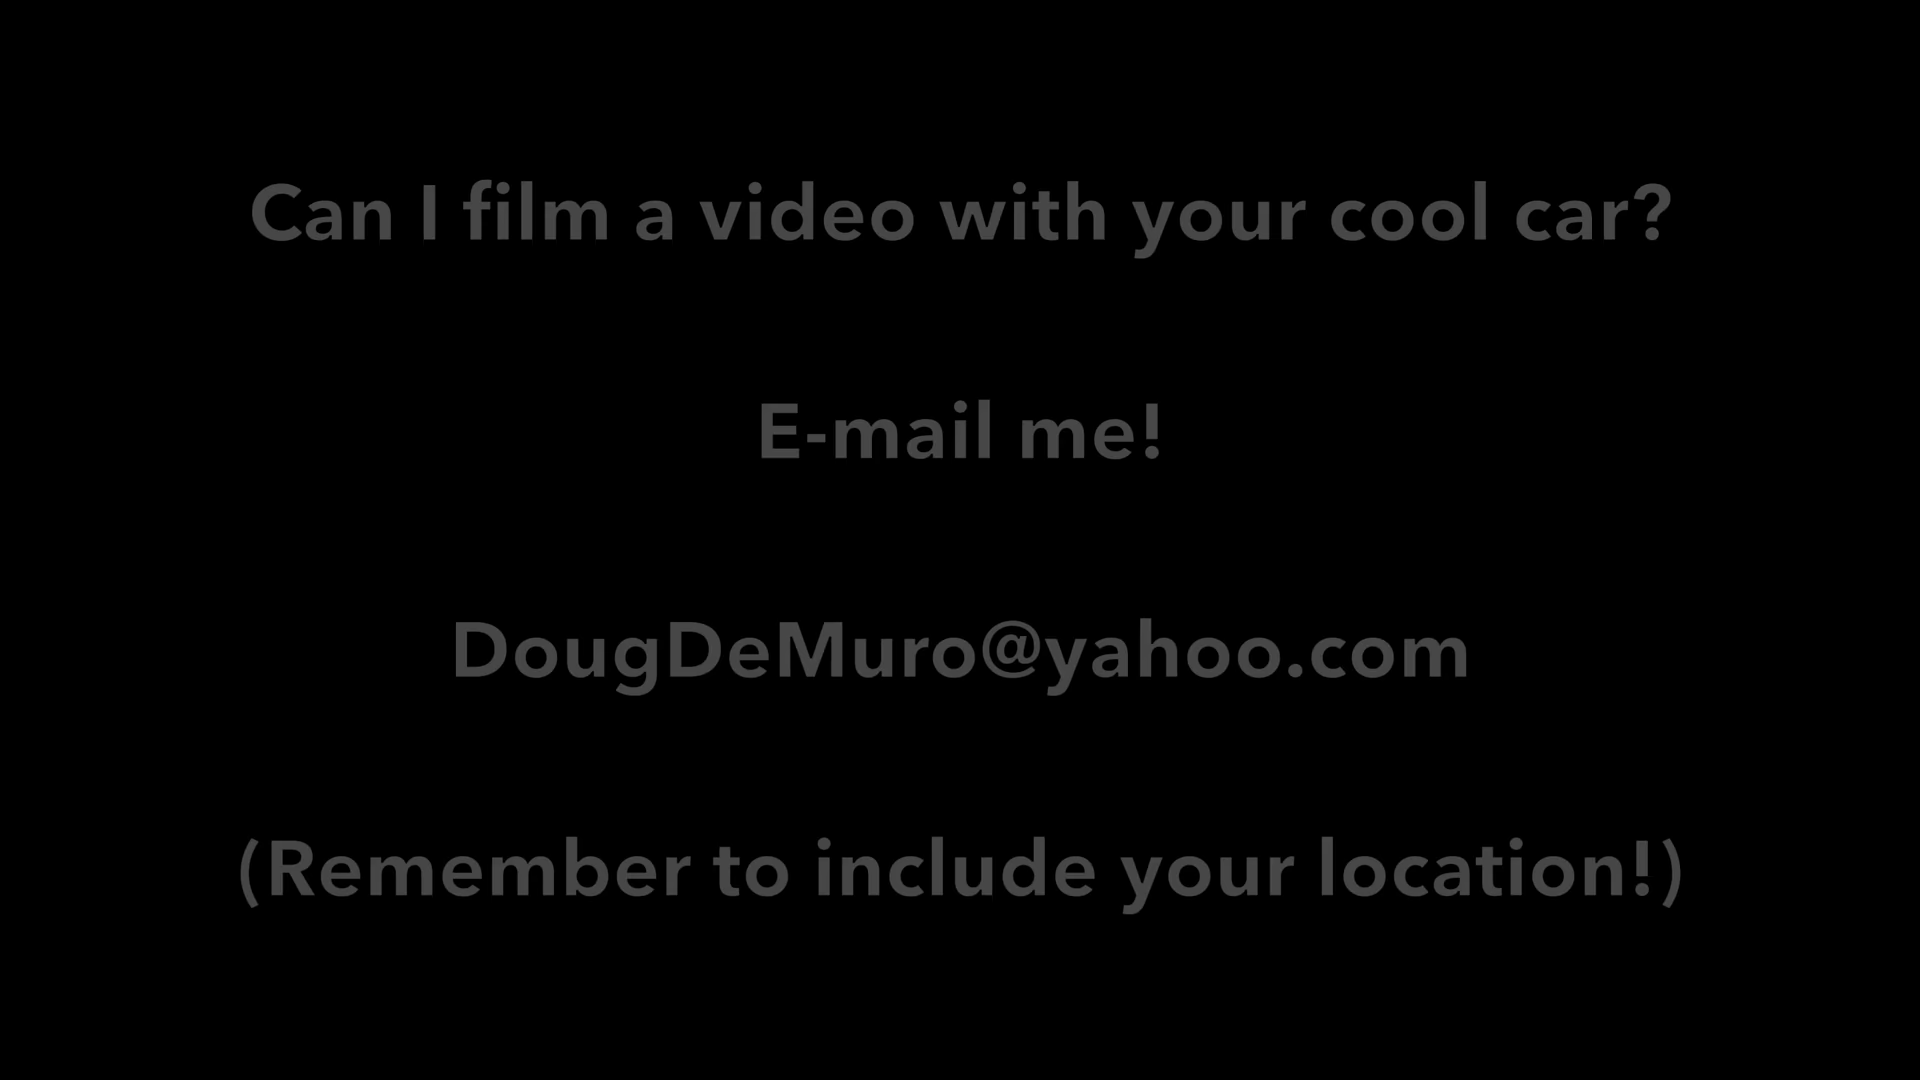 Can I film a video with your cool car?
E-mail me!
DougDeMuro@yahoo.com
(Remember to include your location!)